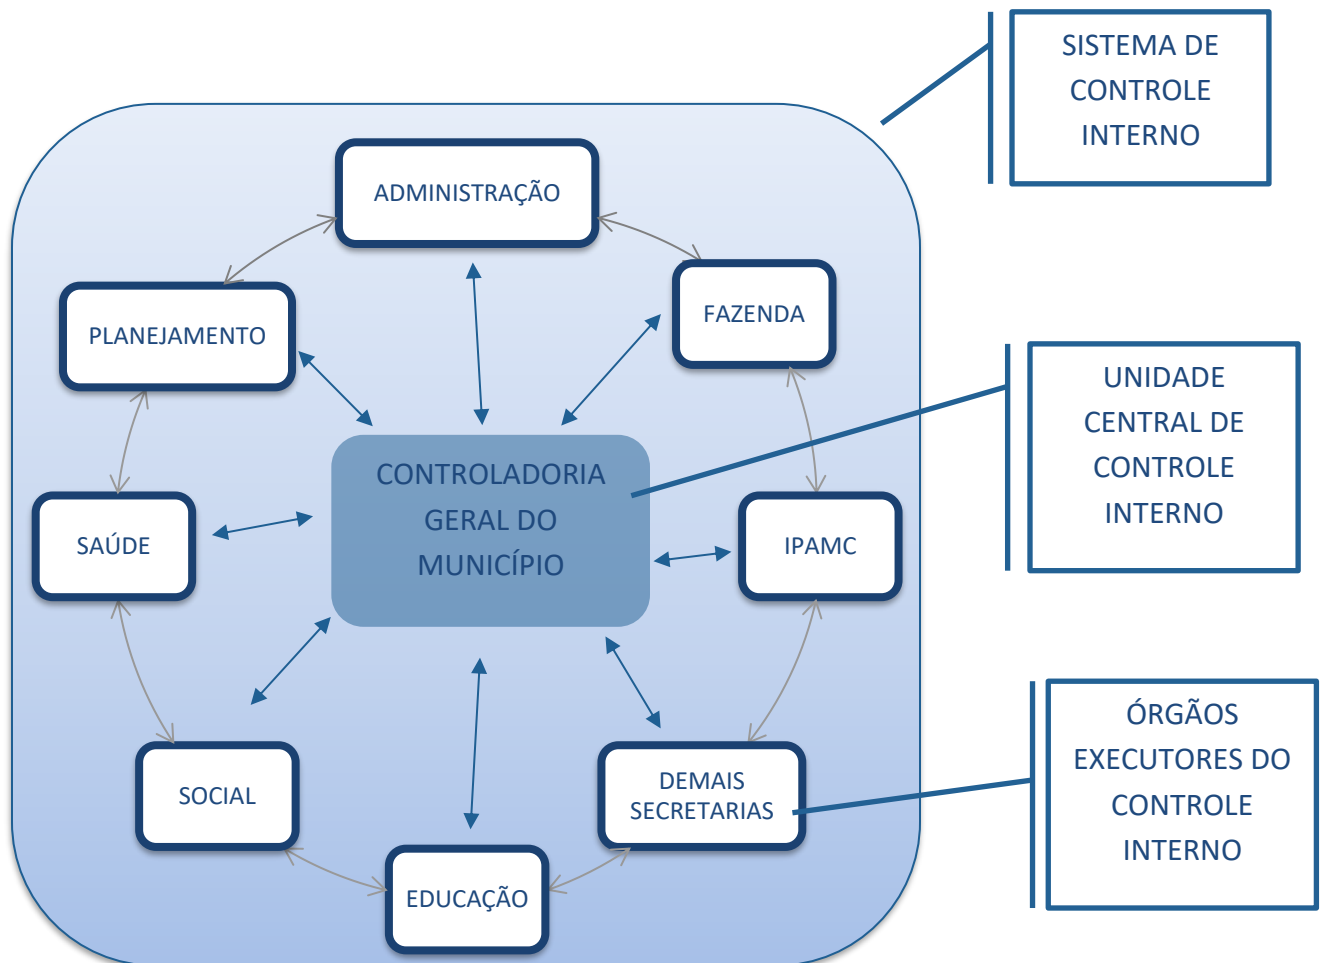 SISTEMA DE
CONTROLE
INTERNO
ADMINISTRAÇÃO
FAZENDA
PLANEJAMENTO
UNIDADE
CENTRAL DE
CONTROLE
INTERNO
CONTROLADORIA
GERAL DO
MUNICÍPIO
SAÚDE
IPAMC
ÓRGÃOS
EXECUTORES DO
CONTROLE
INTERNO
SOCIAL
DEMAIS
SECRETARIAS
EDUCAÇÃO